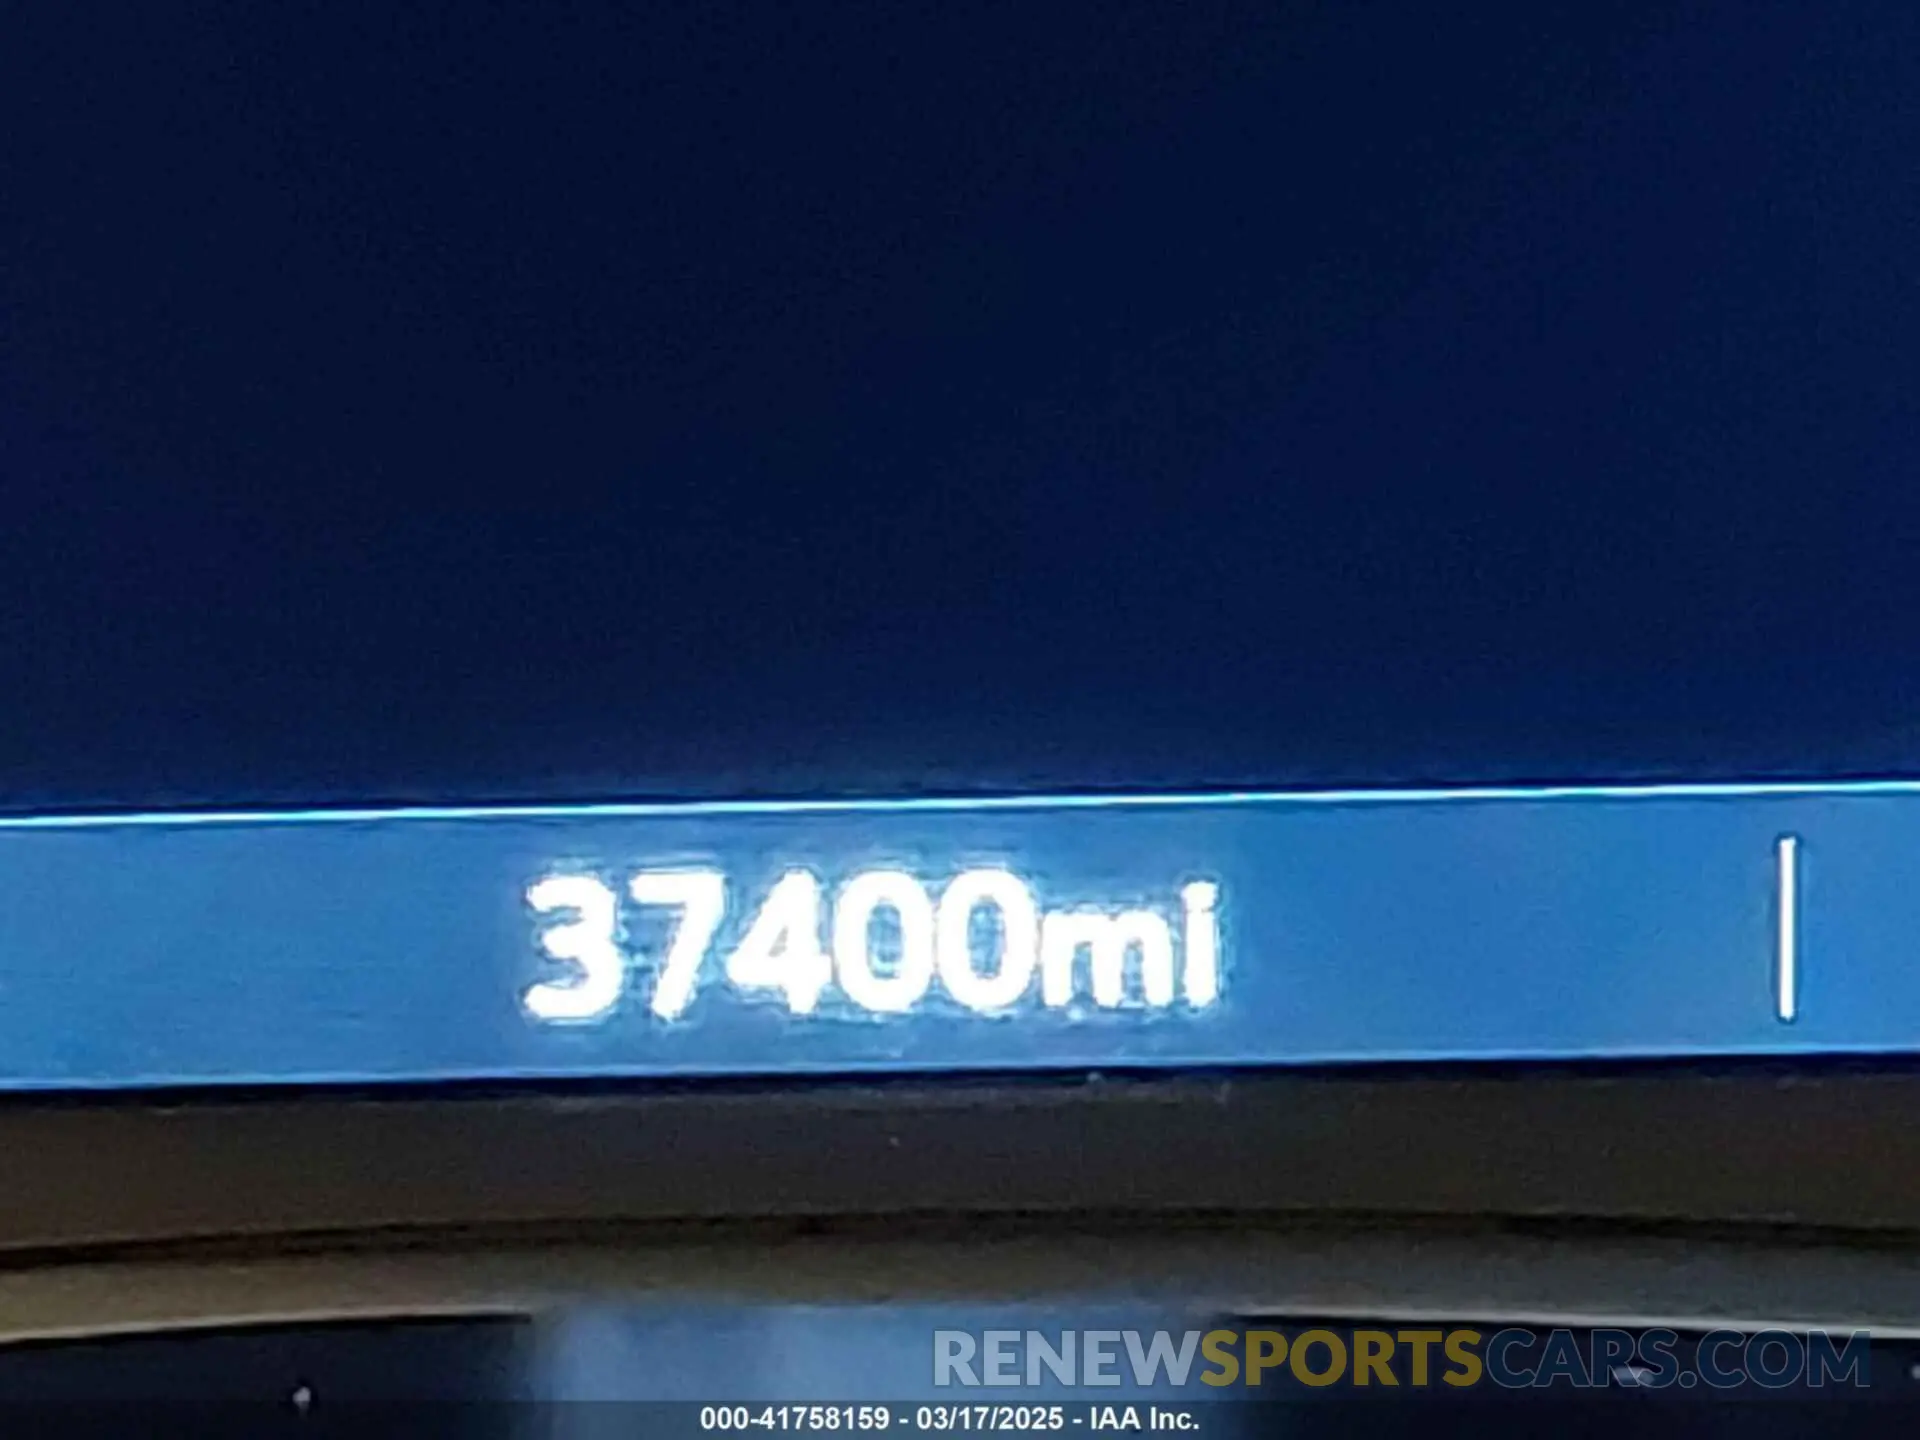 37400mi
RENEWSPORTSCARS.COM
000-41758159 - 03/17/2025 - IAA Inc.